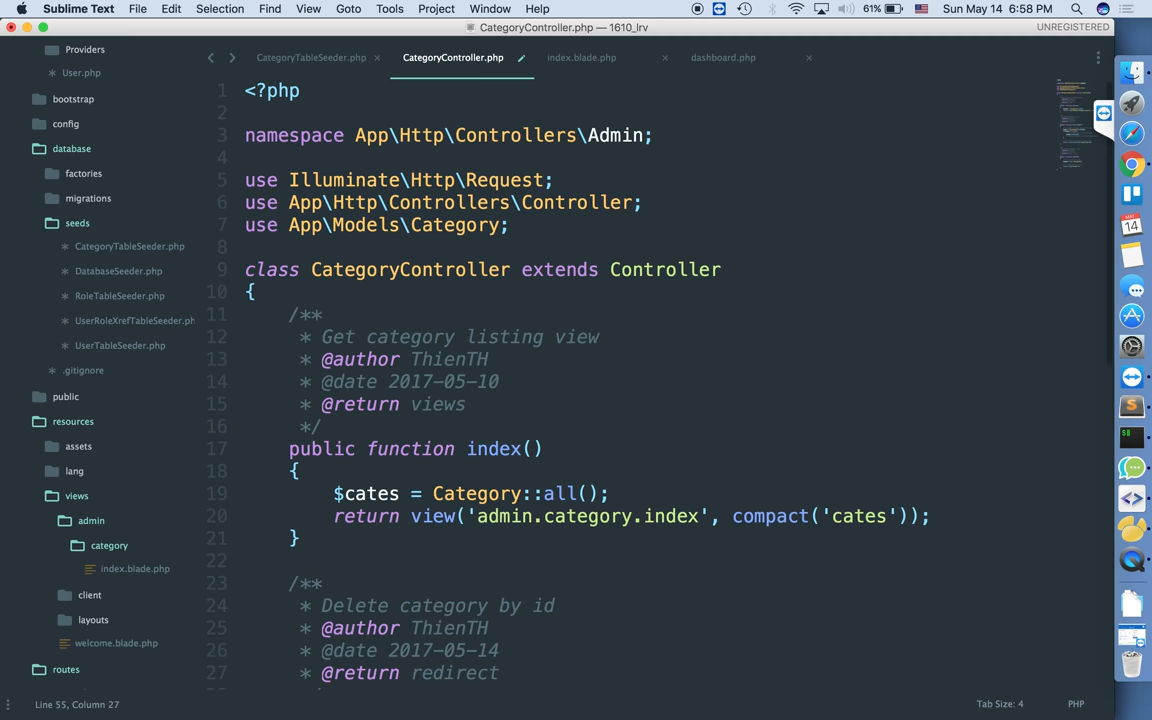 Sublime Text File Edit Selection Find View Goto Tools Project Window Help 61% Sun May 14 6:58 PM
CategoryController.php — 1610_lrv UNREGISTERED
Providers
User.php
bootstrap
config
database
factories
migrations
seeds
CategoryTableSeeder.php
DatabaseSeeder.php
RoleTableSeeder.php
UserRoleXrefTableSeeder.ph
UserTableSeeder.php
.gitignore
public
resources
assets
lang
views
admin
category
index.blade.php
client
layouts
welcome.blade.php
routes
CategoryTableSeeder.php × CategoryController.php index.blade.php × dashboard.php ×
1 <?php
2
3 namespace App\Http\Controllers\Admin;
4
5 use Illuminate\Http\Request;
6 use App\Http\Controllers\Controller;
7 use App\Models\Category;
8
9 class CategoryController extends Controller
10 {
11 /**
12 * Get category listing view
13 * @author ThienTH
14 * @date 2017-05-10
15 * @return views
16 */
17 public function index()
18 {
19 $cates = Category::all();
20 return view('admin.category.index', compact('cates'));
21 }
22
23 /**
24 * Delete category by id
25 * @author ThienTH
26 * @date 2017-05-14
27 * @return redirect
Line 55, Column 27 Tab Size: 4 PHP
MAY
14